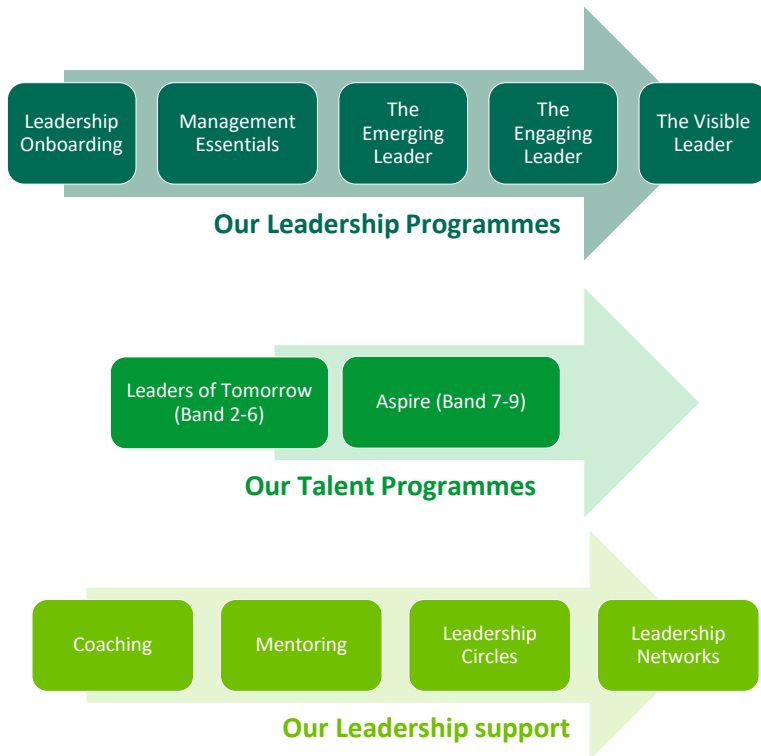 Leadership
Onboarding
Management
Essentials
The
Emerging
Leader
The
Engaging
Leader
The Visible
Leader
Our Leadership Programmes
Leaders of Tomorrow
(Band 2-6)
Aspire (Band 7-9)
Our Talent Programmes
Coaching
Mentoring
Leadership
Circles
Leadership
Networks
Our Leadership support